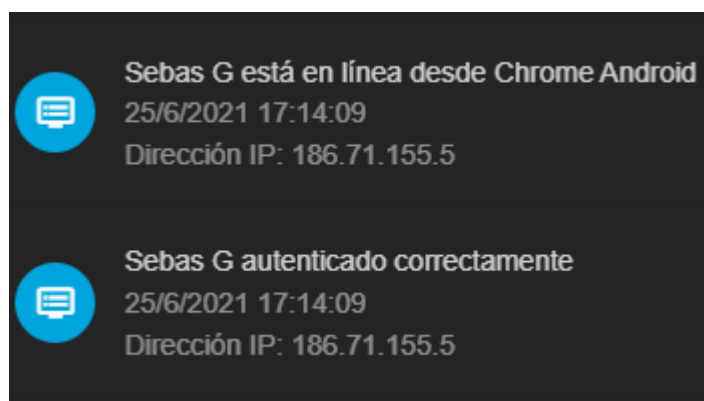 Sebas G está en línea desde Chrome Android
25/6/2021 17:14:09
Dirección IP: 186.71.155.5
Sebas G autenticado correctamente
25/6/2021 17:14:09
Dirección IP: 186.71.155.5